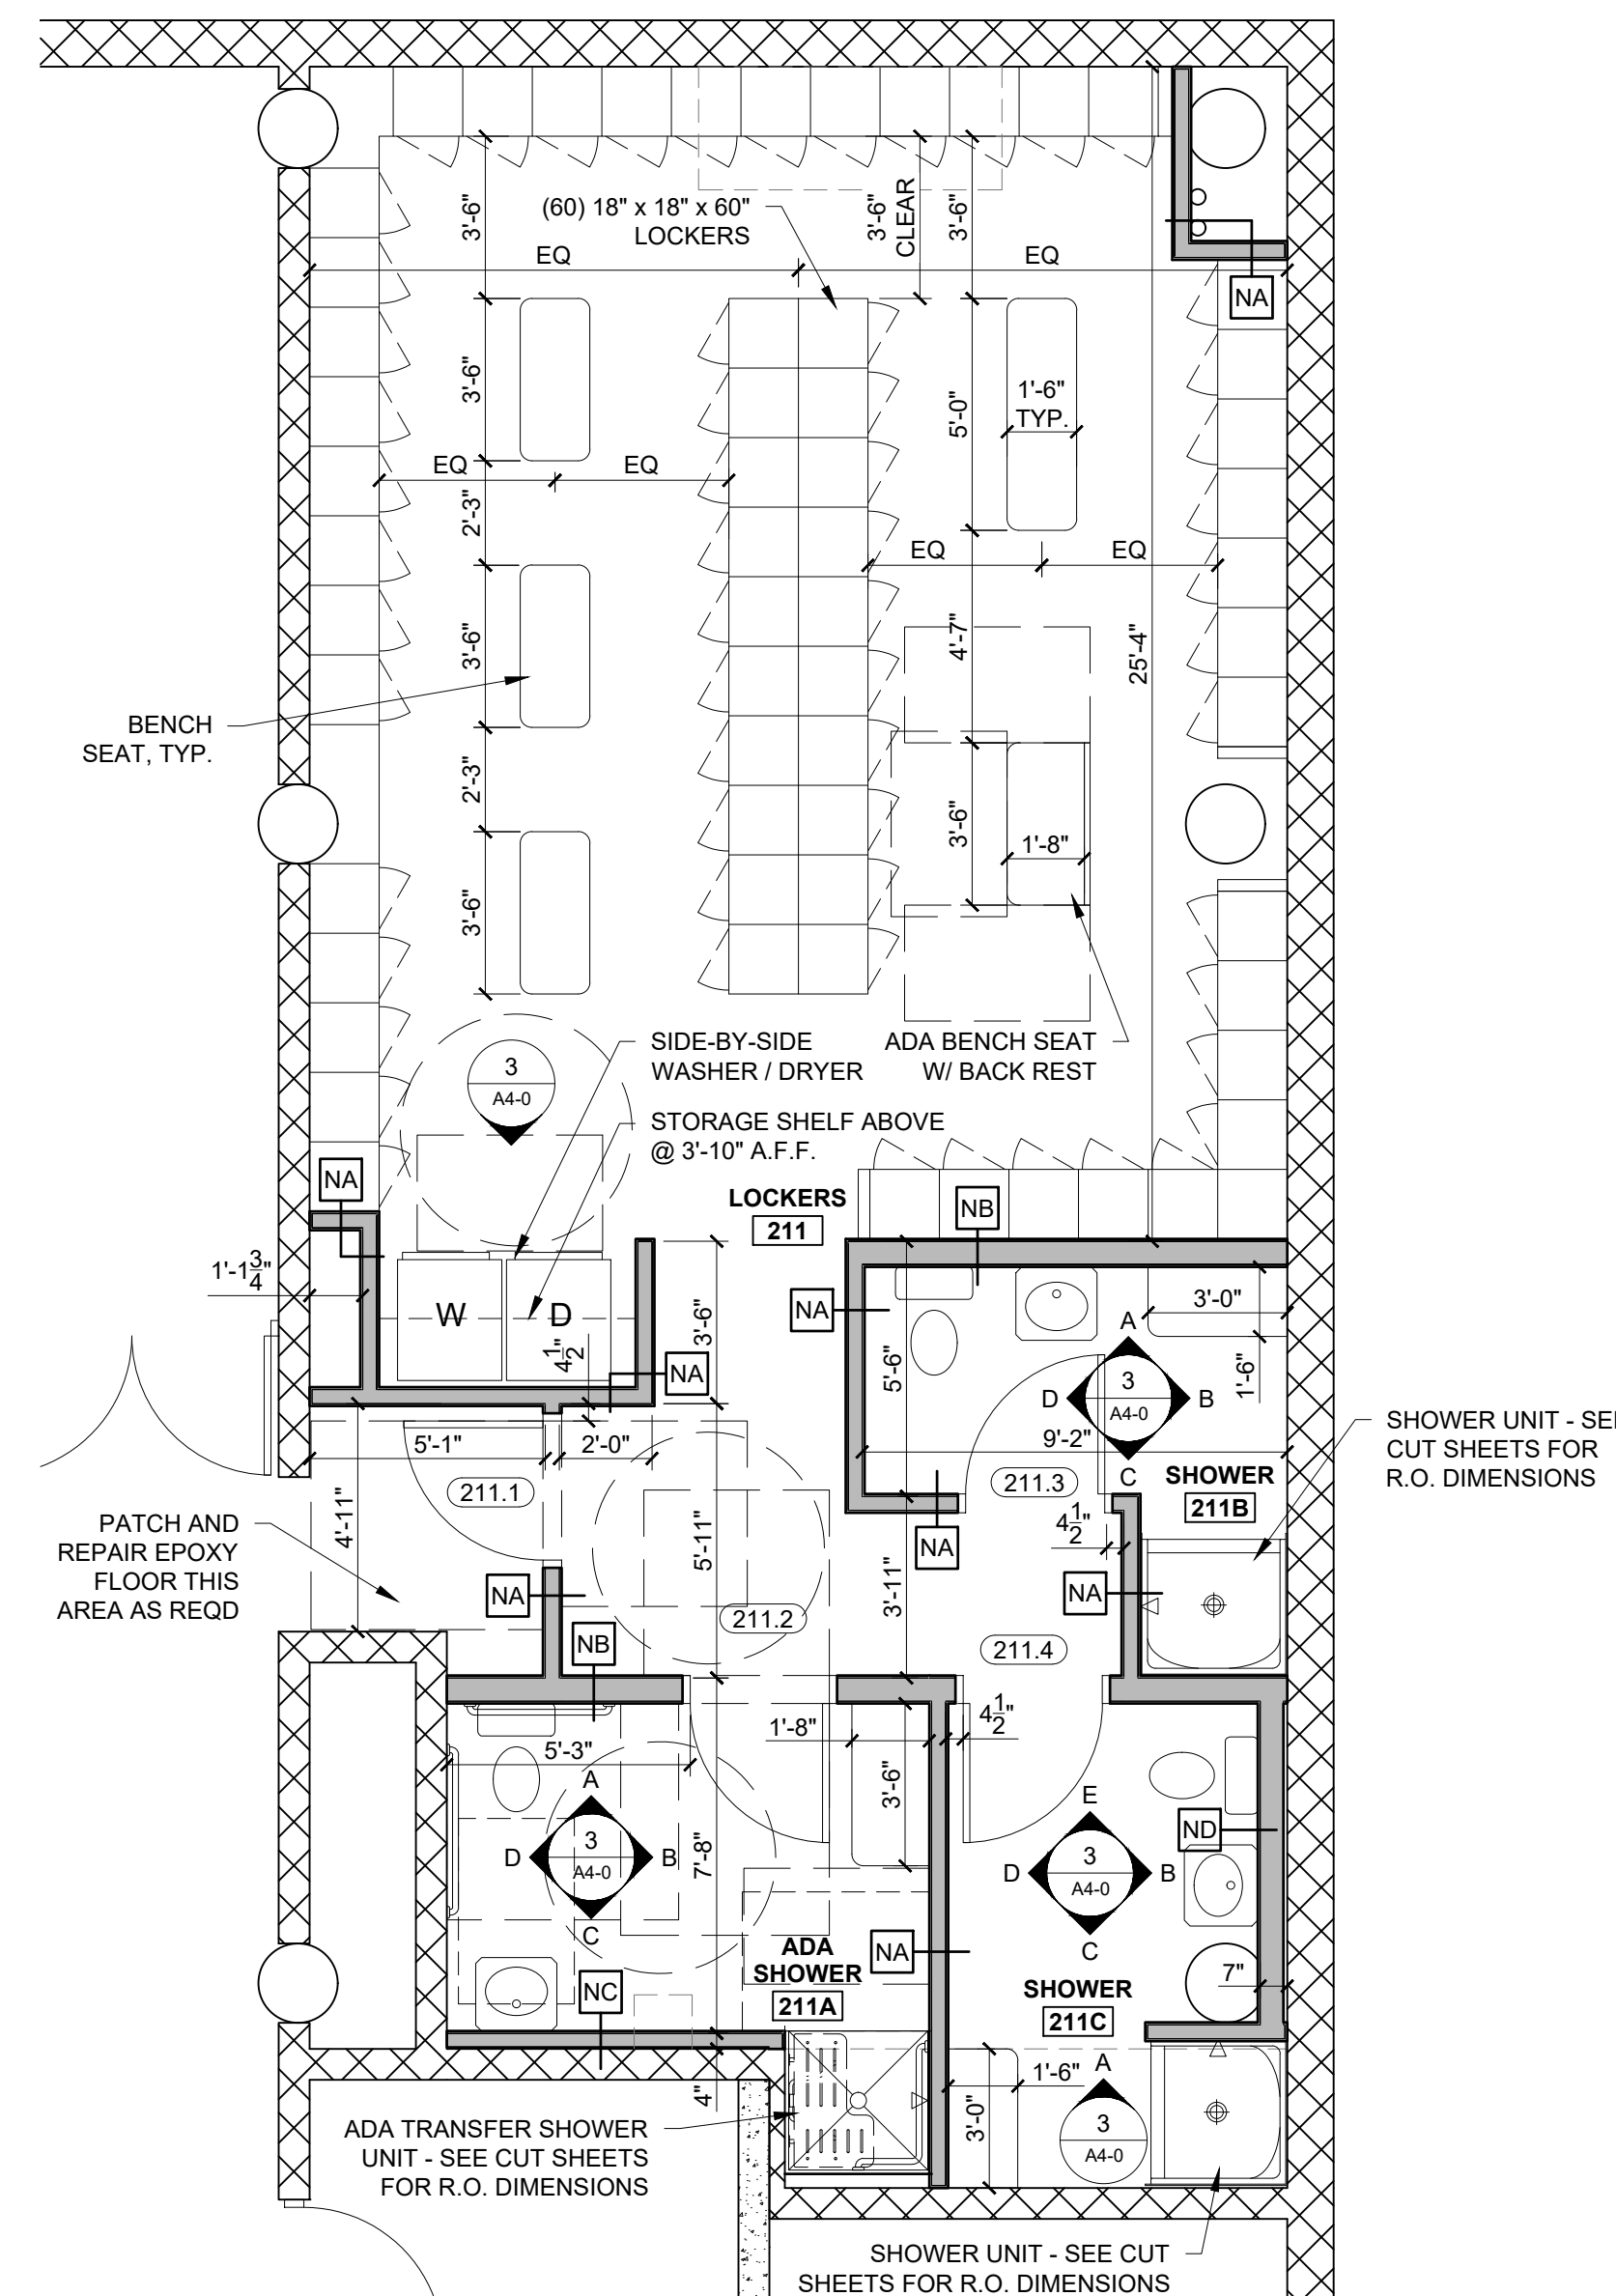 3'-6"
(60) 18" x 18" x 60"
LOCKERS
3'-6"
CLEAR
3'-6"
EQ
EQ
NA
3'-6"
5'-0"
1'-6"
TYP.
EQ
EQ
2'-3"
EQ
EQ
3'-6"
4'-7"
25'-4"
BENCH
SEAT, TYP.
2'-3"
3'-6"
1'-8"
3'-6"
SIDE-BY-SIDE
WASHER / DRYER
ADA BENCH SEAT
W/ BACK REST
3
A4-0
STORAGE SHELF ABOVE
@ 3'-10" A.F.F.
NA
LOCKERS
211
NB
1'-1 3/4"
W
D
4 1/2"
3'-6"
NA
NA
5'-6"
3'-0"
1'-6"
A
D
3
A4-0
B
C
9'-2"
5'-1"
2'-0"
211.1
211.3
SHOWER
211B
SHOWER UNIT - SEE
CUT SHEETS FOR
R.O. DIMENSIONS
PATCH AND
REPAIR EPOXY
FLOOR THIS
AREA AS REQD
4'-11"
5'-11"
NA
4 1/2"
NA
NA
3'-11"
211.2
NB
211.4
5'-3"
1'-8"
4 1/2"
3'-6"
A
D
3
A4-0
B
C
7'-8"
E
D
3
A4-0
B
C
ND
ADA
SHOWER
211A
NA
NC
SHOWER
211C
7"
4"
ADA TRANSFER SHOWER
UNIT - SEE CUT SHEETS
FOR R.O. DIMENSIONS
3'-0"
1'-6"
A
3
A4-0
SHOWER UNIT - SEE CUT
SHEETS FOR R.O. DIMENSIONS